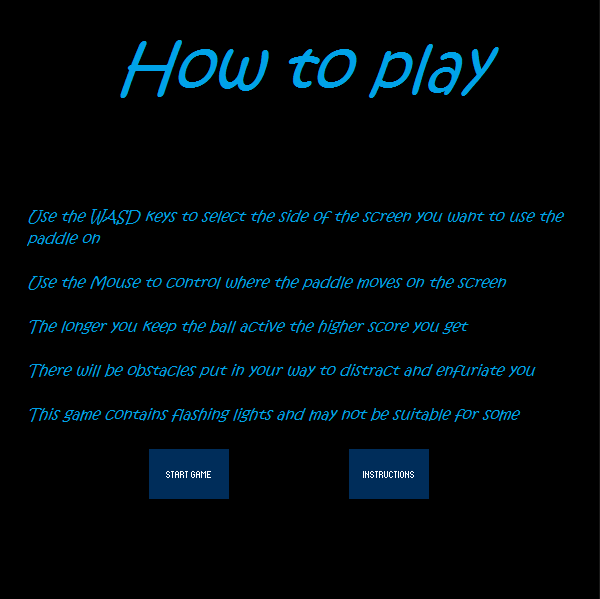 How to play
Use the WASD keys to select the side of the screen you want to use the
paddle on
Use the Mouse to control where the paddle moves on the screen
The longer you keep the ball active the higher score you get
There will be obstacles put in your way to distract and enfuriate you
This game contains flashing lights and may not be suitable for some
START GAME
INSTRUCTIONS